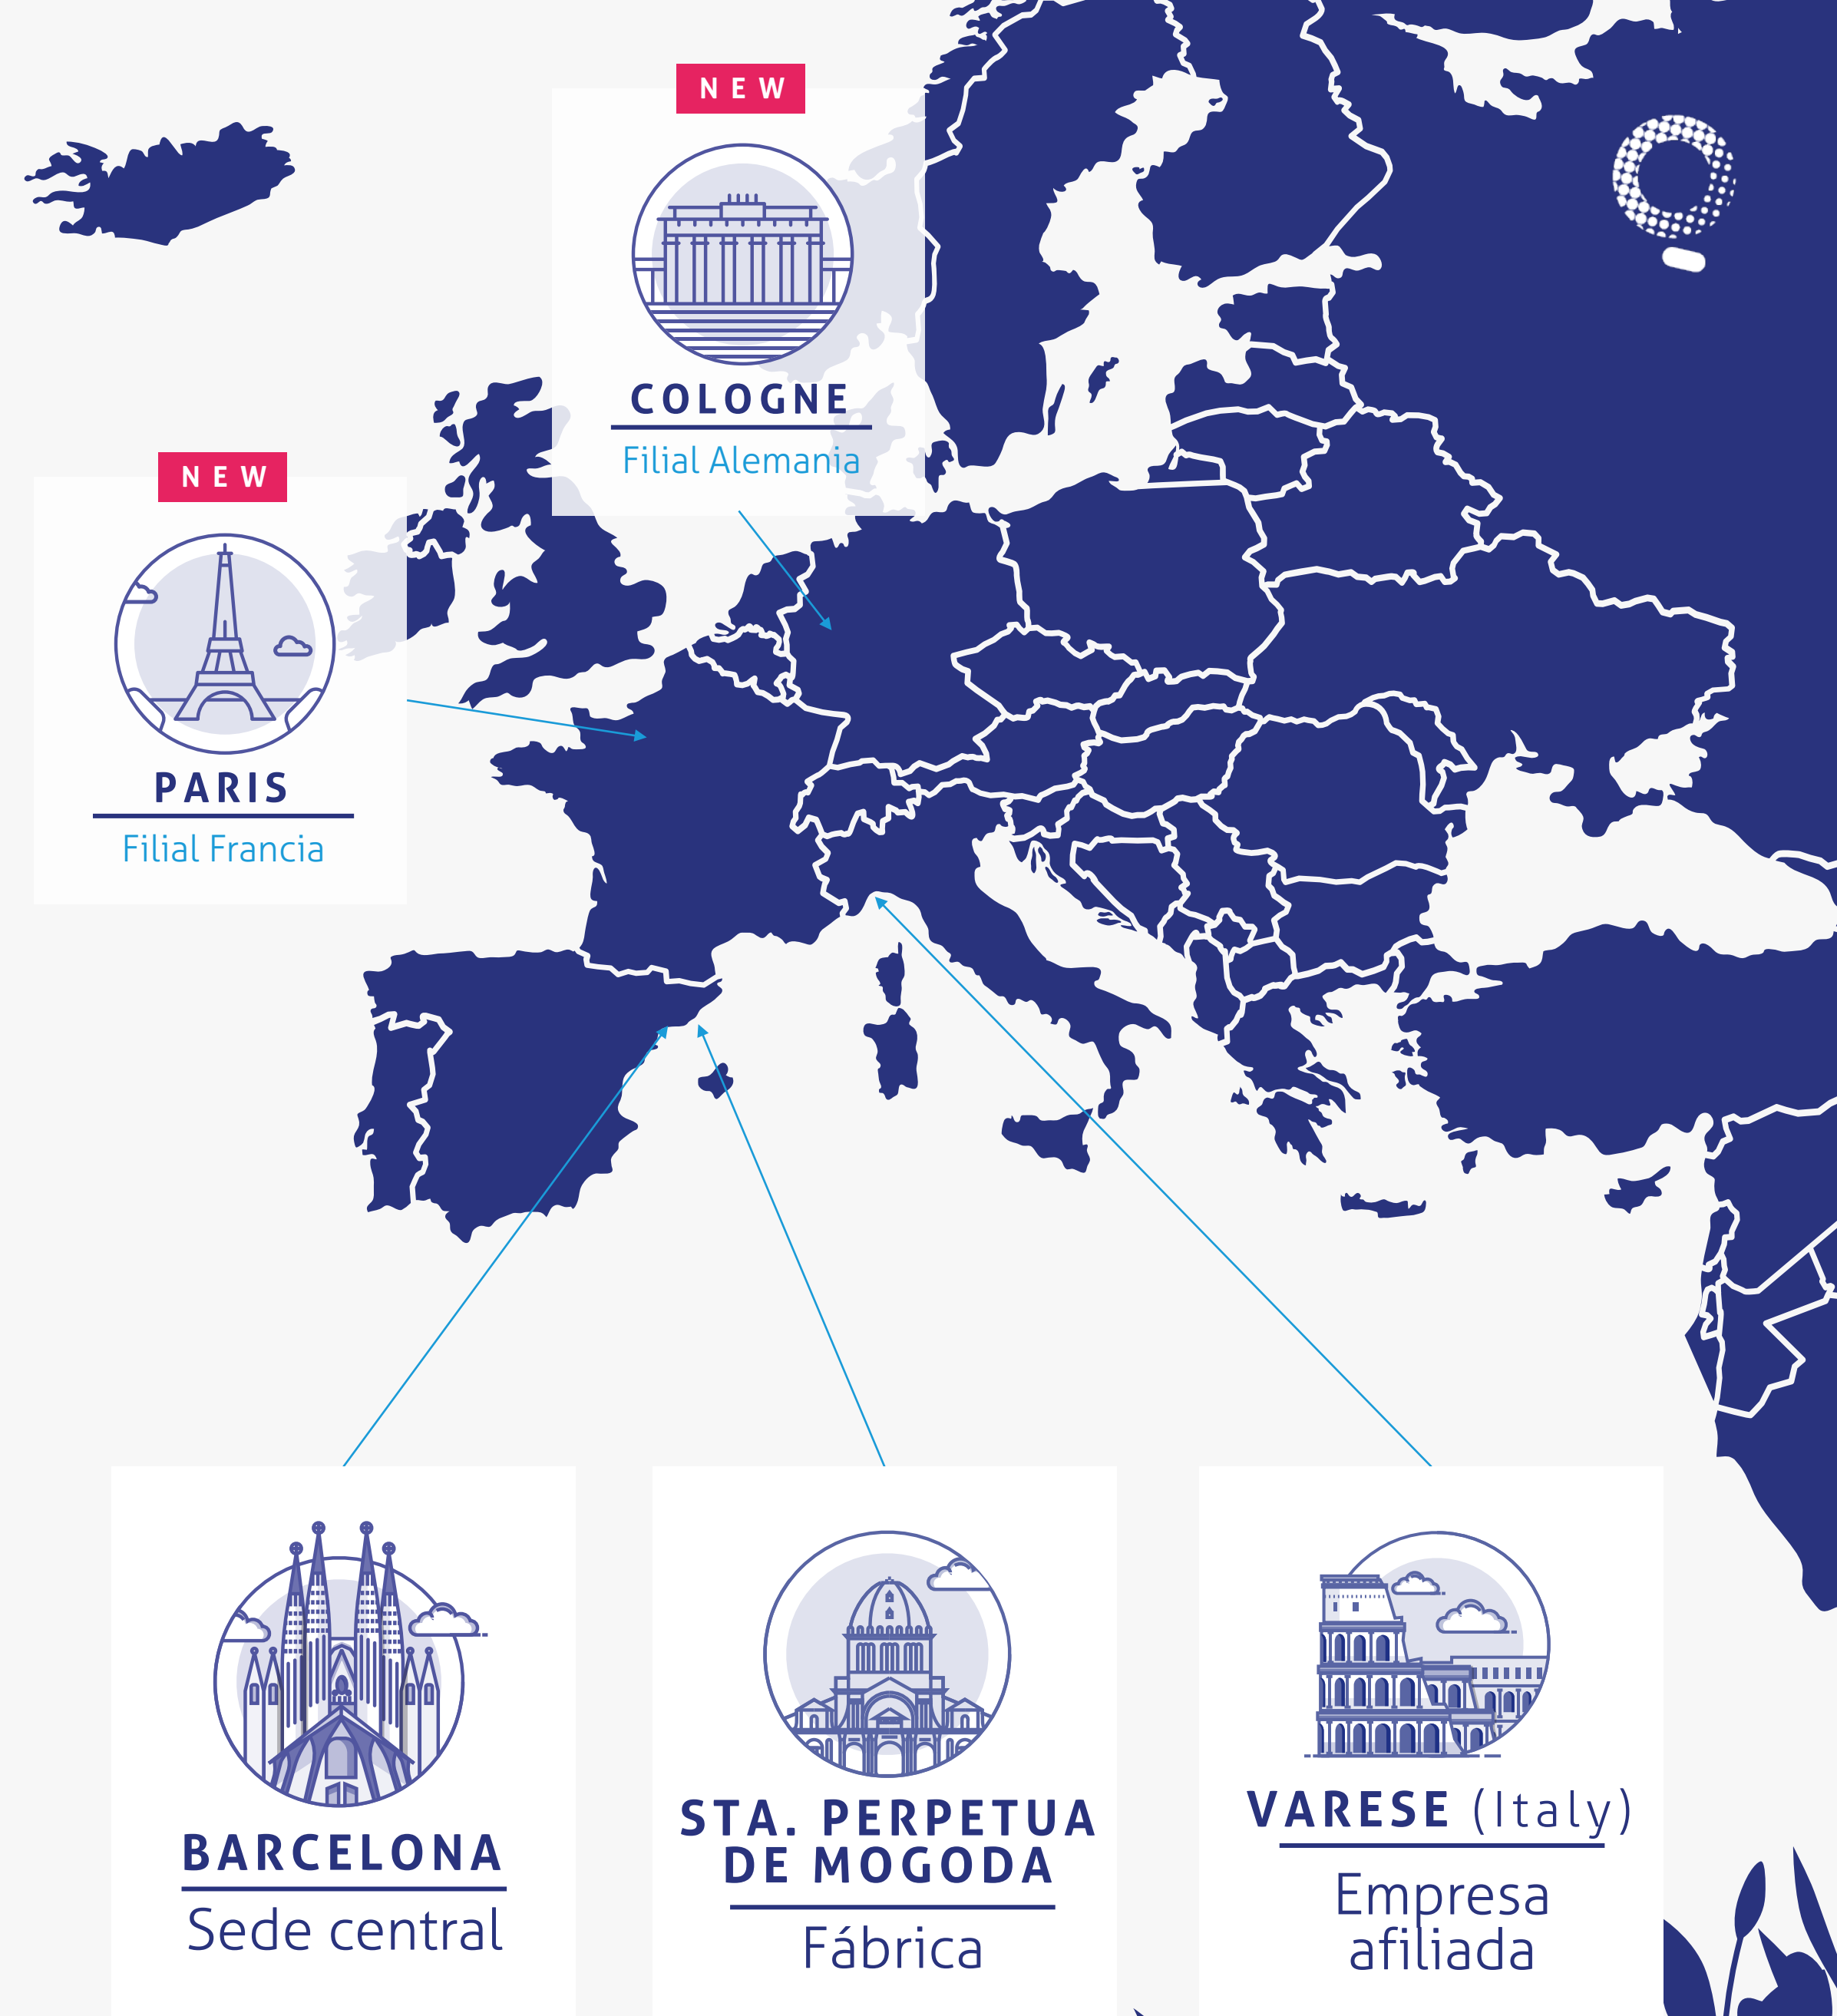 NEW
COLOGNE
Filial Alemania
NEW
PARIS
Filial Francia
BARCELONA
Sede central
STA. PERPETUA
DE MOGODA
Fábrica
VARESE (Italy)
Empresa
afiliada